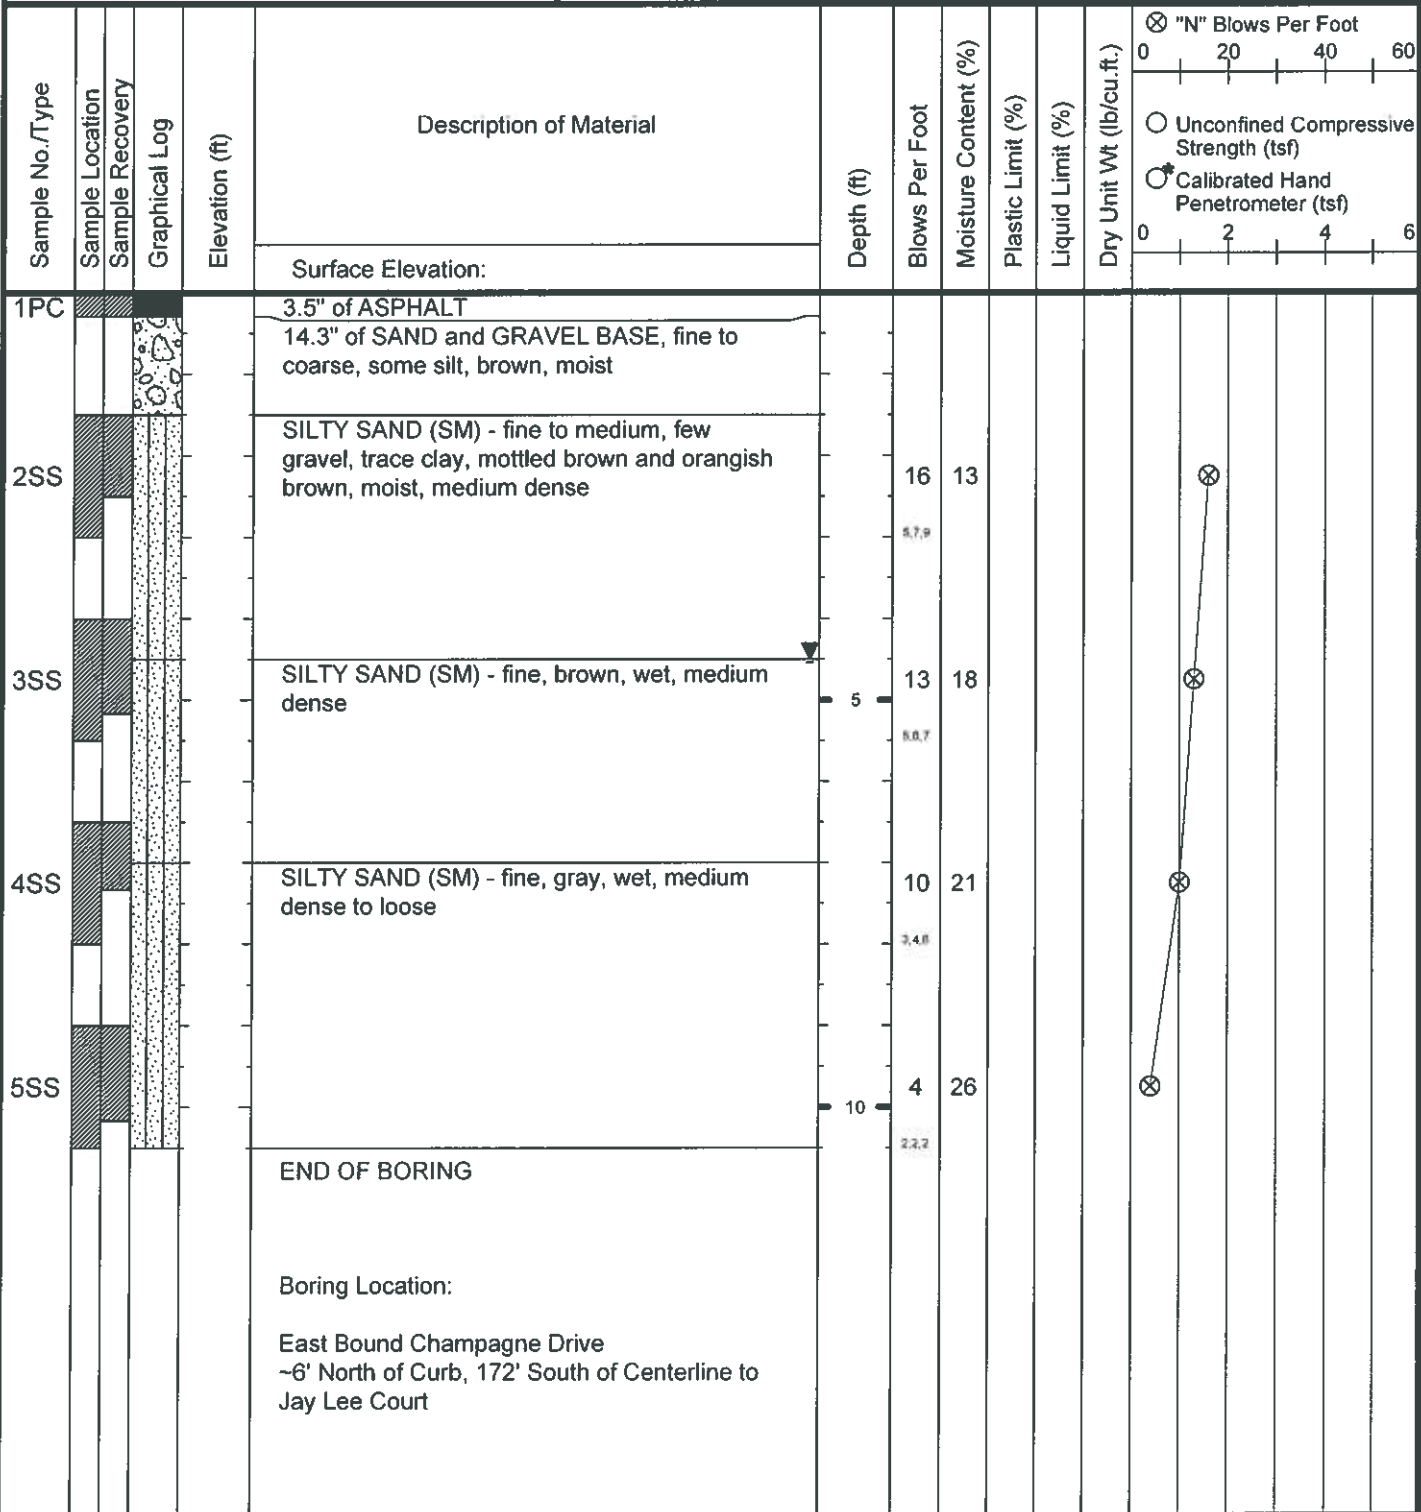 Sample No./Type
Sample Location
Sample Recovery
Graphical Log
Elevation (ft)
Description of Material
Surface Elevation:
Depth (ft)
Blows Per Foot
Moisture Content (%)
Plastic Limit (%)
Liquid Limit (%)
Dry Unit Wt (lb/cu.ft.)
"N" Blows Per Foot
0 20 40 60
Unconfined Compressive
Strength (tsf)
* Calibrated Hand
Penetrometer (tsf)
0 2 4 6
1PC
3.5" of ASPHALT
14.3" of SAND and GRAVEL BASE, fine to
coarse, some silt, brown, moist
SILTY SAND (SM) - fine to medium, few
gravel, trace clay, mottled brown and orangish
brown, moist, medium dense
2SS
16 13
5,7,9
SILTY SAND (SM) - fine, brown, wet, medium
dense
3SS
13 18
5
SILTY SAND (SM) - fine, gray, wet, medium
dense to loose
4SS
10 21
5SS
4 26
10
2,2,2
END OF BORING
Boring Location:
East Bound Champagne Drive
~6' North of Curb, 172' South of Centerline to
Jay Lee Court